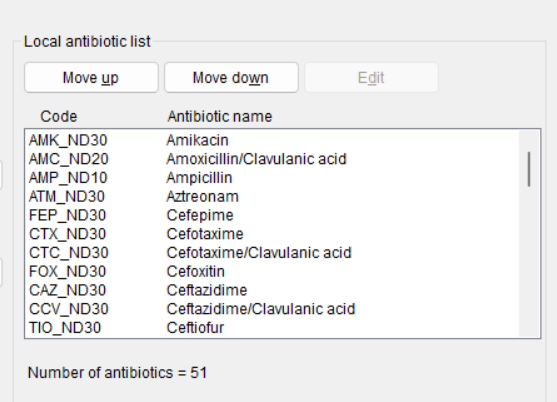 Local antibiotic list
Move up Move down Edit
Code Antibiotic name
AMK_ND30 Amikacin
AMC_ND20 Amoxicillin/Clavulanic acid
AMP_ND10 Ampicillin
ATM_ND30 Aztreonam
FEP_ND30 Cefepime
CTX_ND30 Cefotaxime
CTC_ND30 Cefotaxime/Clavulanic acid
FOX_ND30 Cefoxitin
CAZ_ND30 Ceftazidime
CCV_ND30 Ceftazidime/Clavulanic acid
TIO_ND30 Ceftiofur
Number of antibiotics = 51